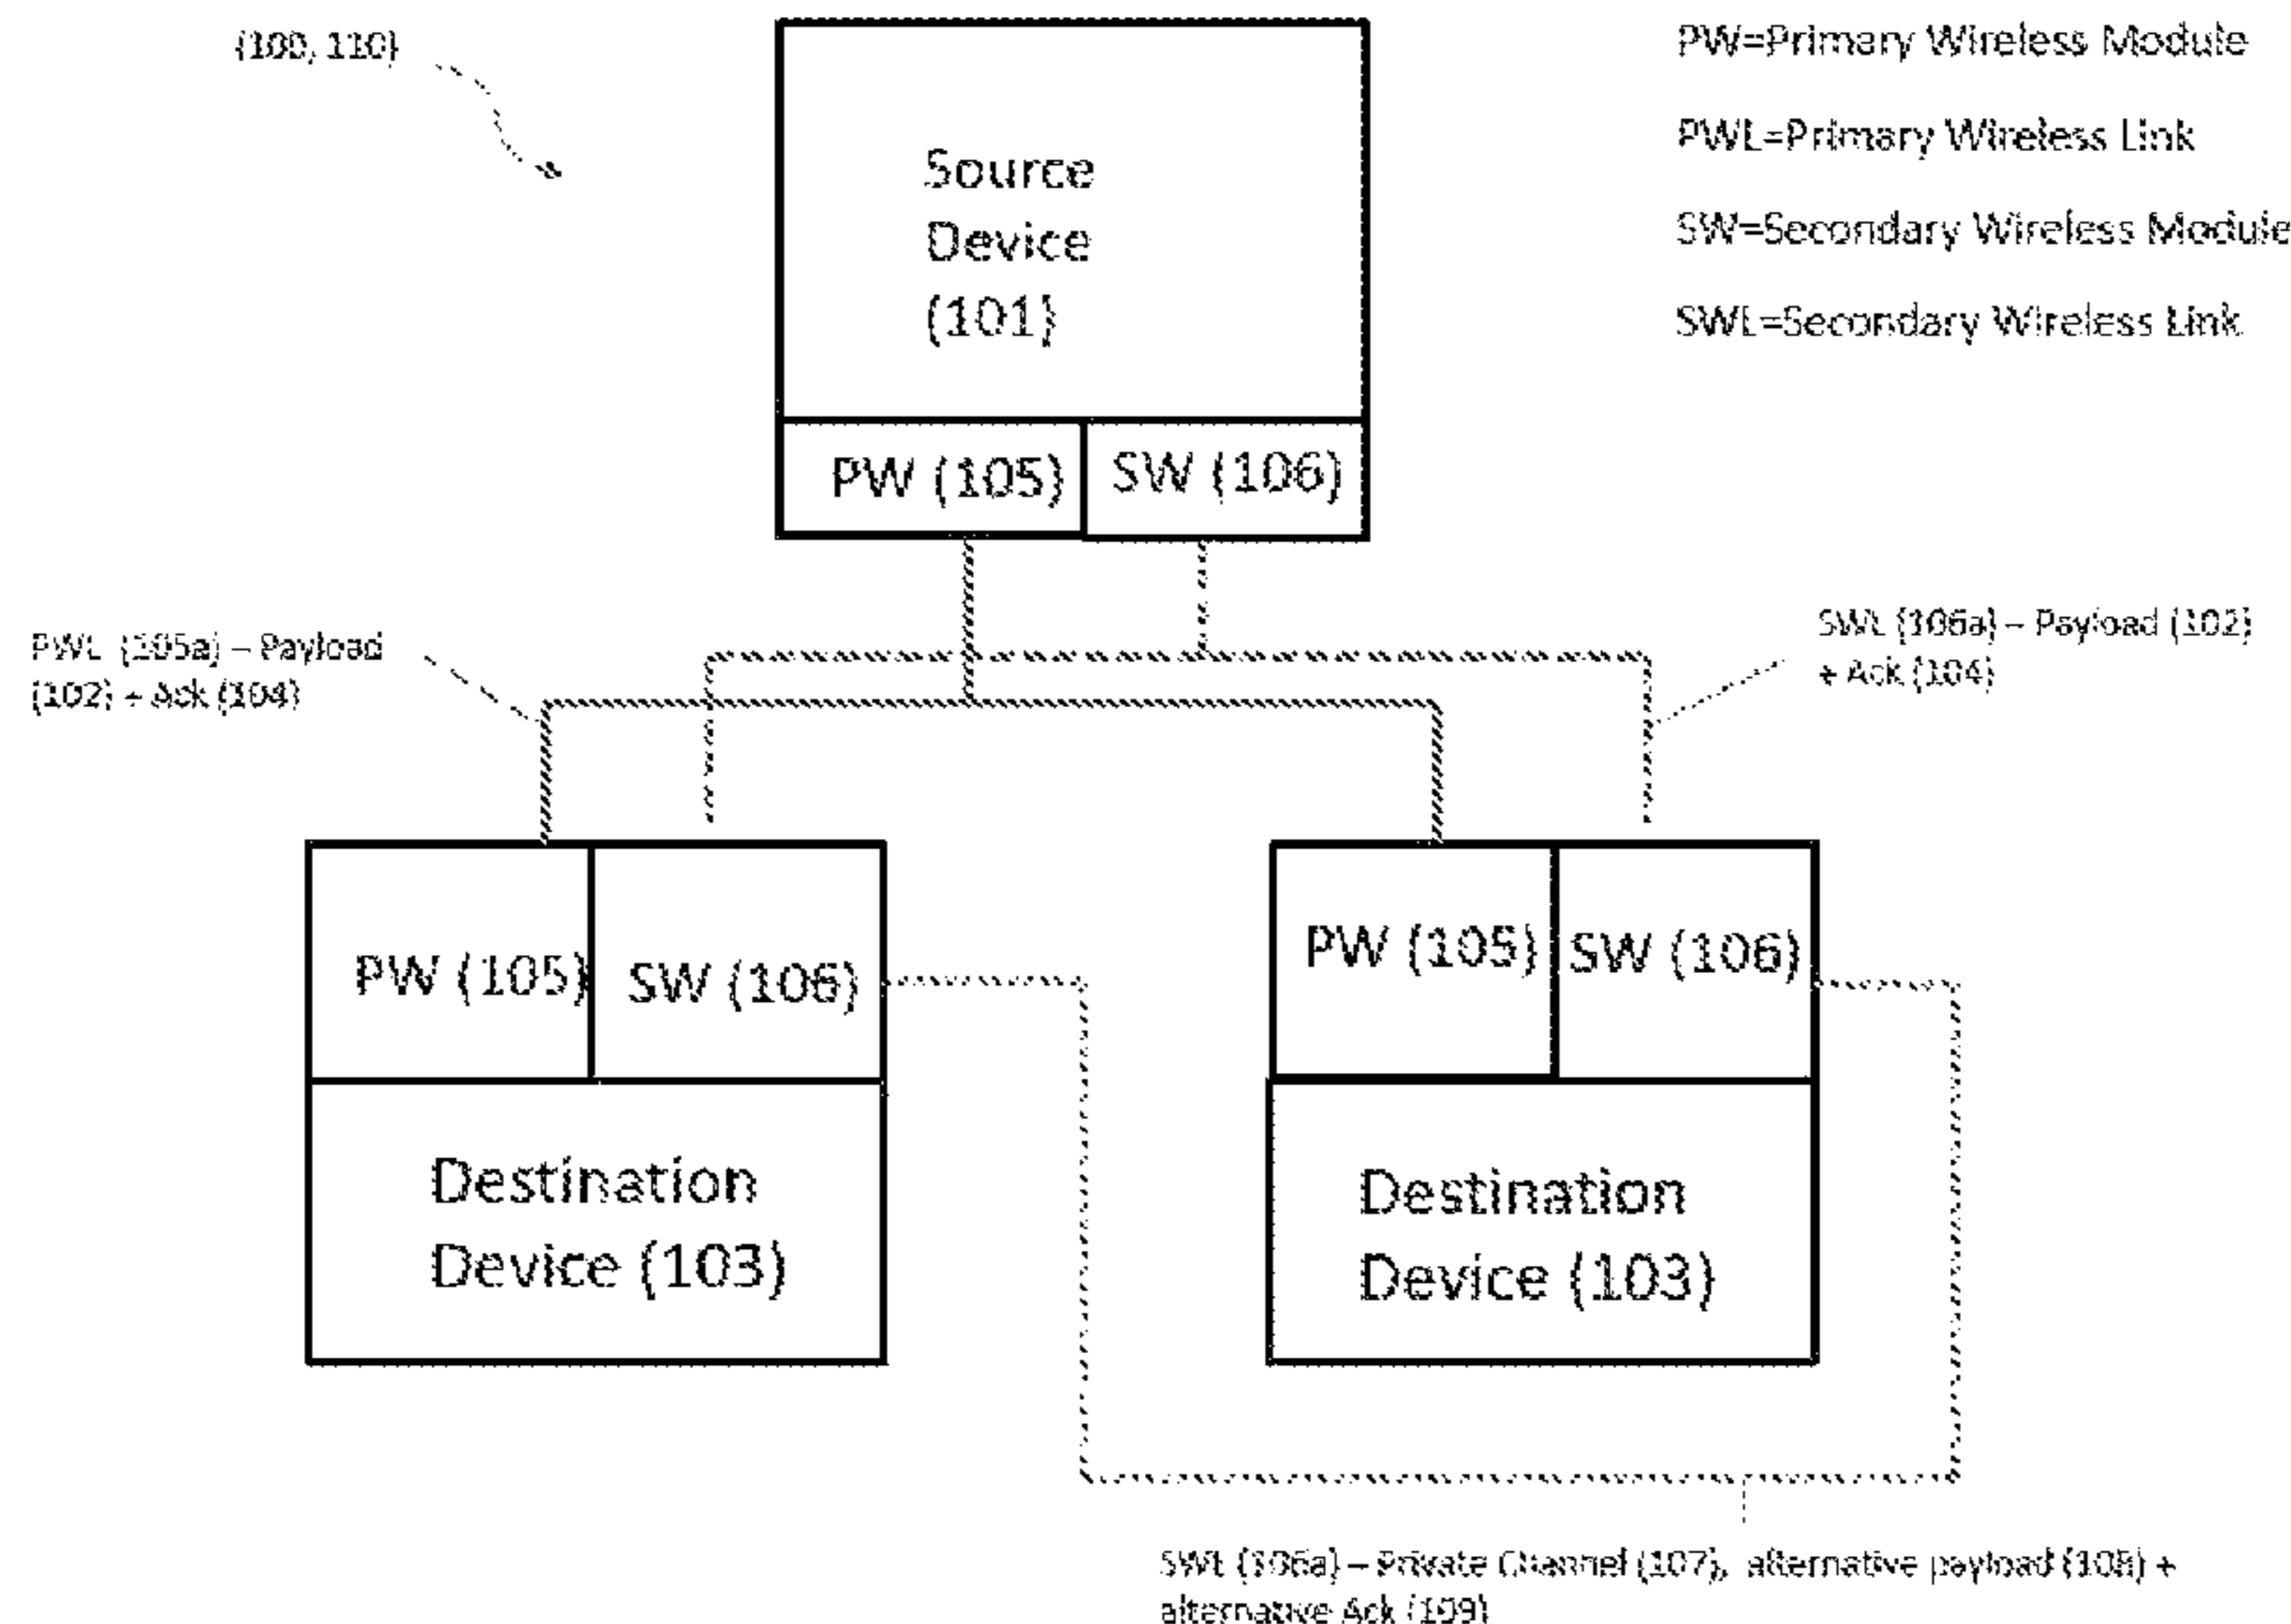 (100, 110)
PW=Primary Wireless Module
PWL=Primary Wireless Link
SW=Secondary Wireless Module
SWL=Secondary Wireless Link
Source
Device
(101)
PW (105)
SW (106)
PWL (105a) – Payload
(102) + Ack (104)
SWL (106a) – Payload (102)
+ Ack (104)
PW (105)
SW (106)
PW (105)
SW (106)
Destination
Device (103)
Destination
Device (103)
SWL (106a) – Private Channel (107), alternative payload (108) +
alternative Ack (109)